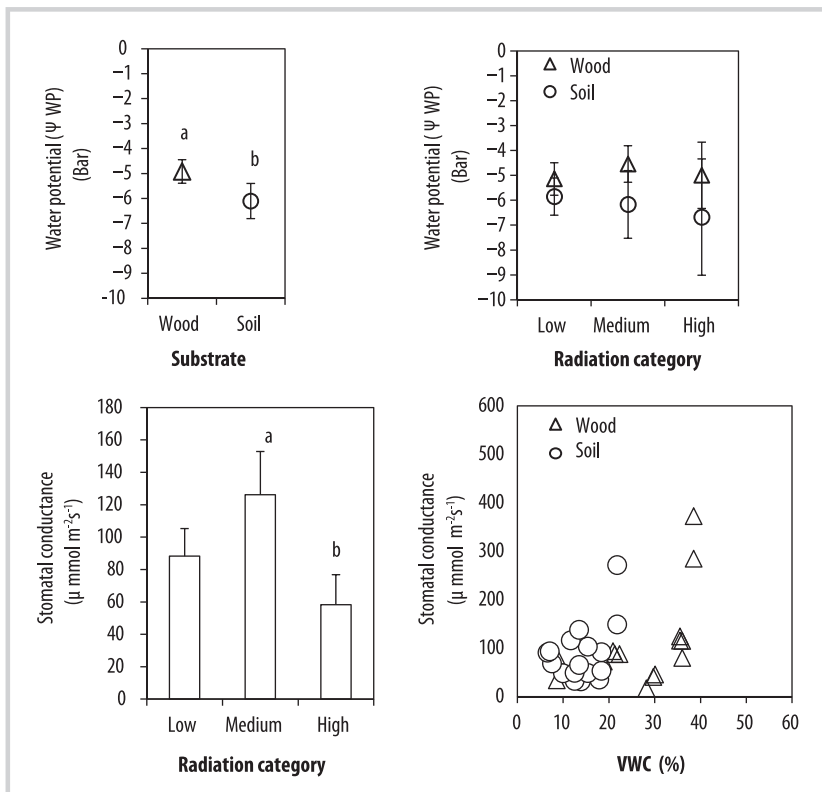 0
−1
−2
−3
−4
−5
−6
−7
−8
−9
-10
Water potential (Ψ WP)
(Bar)
a
b
Wood
Soil
Substrate
0
−1
−2
−3
−4
−5
−6
−7
−8
−9
−10
Water potential (Ψ WP)
(Bar)
Wood
Soil
Low
Medium
High
Radiation category
180
160
140
120
100
80
60
40
20
0
Stomatal conductance
(μ mmol m⁻²s⁻¹)
a
b
Low
Medium
High
Radiation category
600
500
400
300
200
100
0
Stomatal conductance
(μ mmol m⁻²s⁻¹)
Wood
Soil
0 10 20 30 40 50 60
VWC (%)